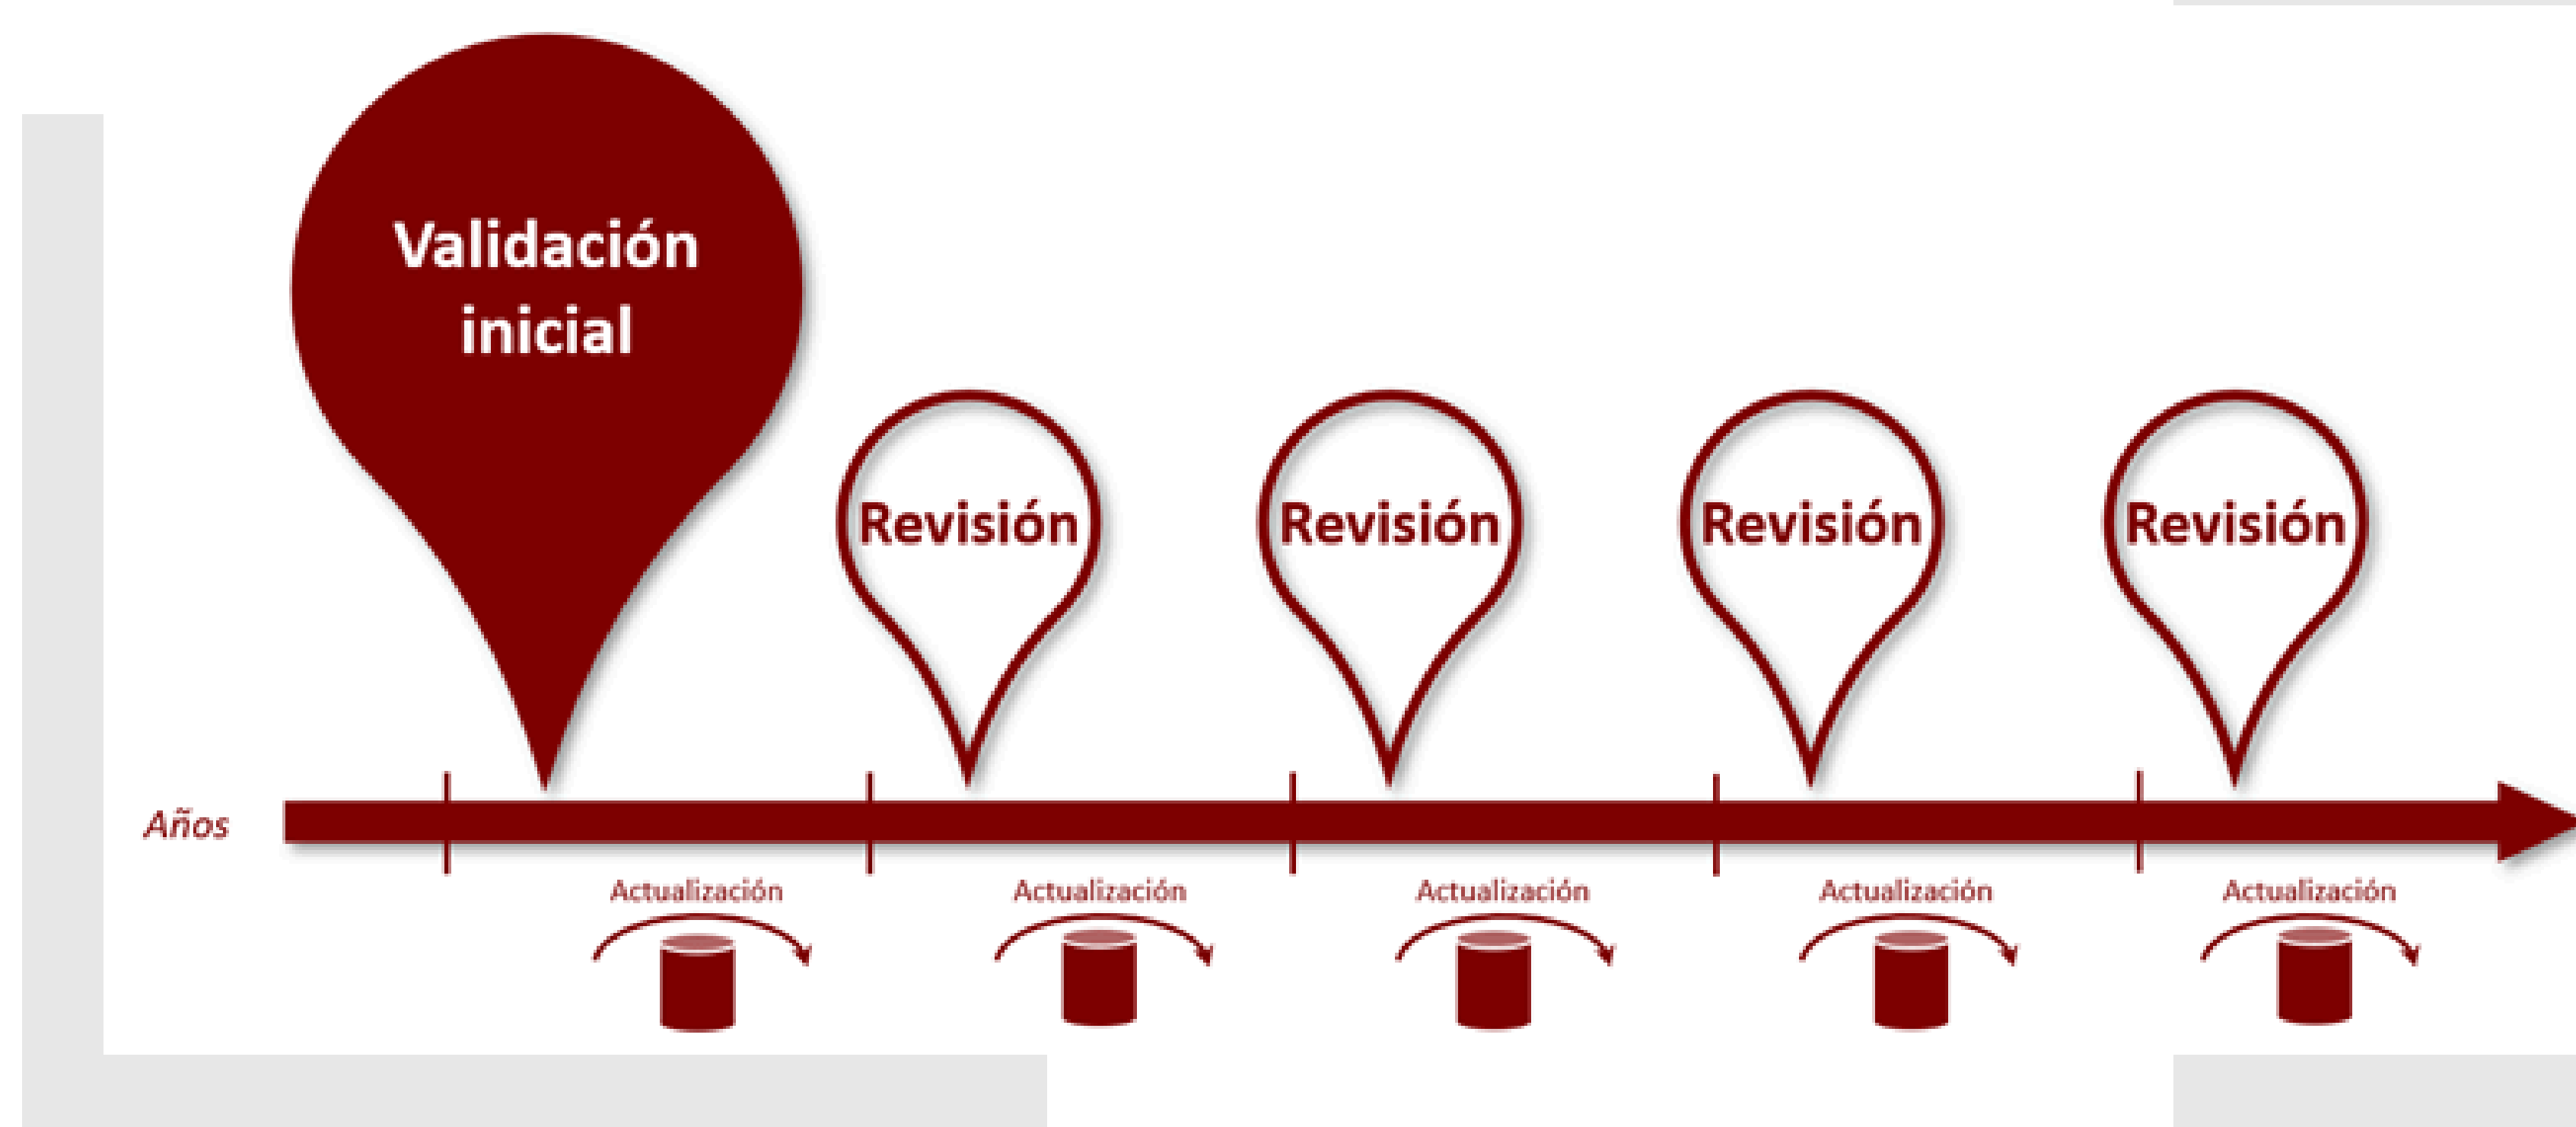 Validación
inicial
Revisión
Revisión
Revisión
Revisión
Años
Actualización
Actualización
Actualización
Actualización
Actualización